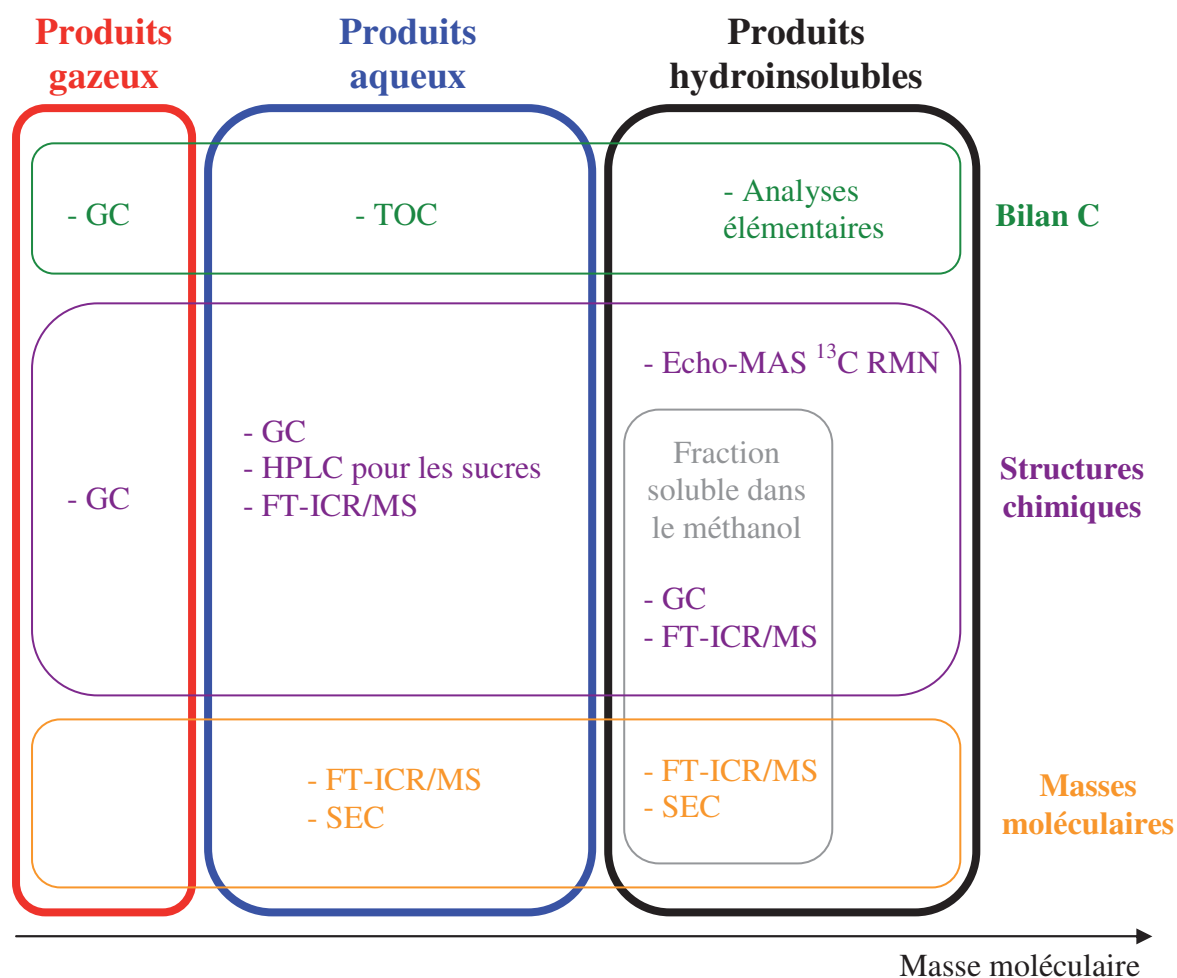 Produits
gazeux
Produits
aqueux
Produits
hydroinsolubles
- GC
- TOC
- Analyses
élémentaires
Bilan C
- GC
- GC
- HPLC pour les sucres
- FT-ICR/MS
- Echo-MAS ¹³C RMN
Fraction
soluble dans
le méthanol
- GC
- FT-ICR/MS
Structures
chimiques
- FT-ICR/MS
- SEC
- FT-ICR/MS
- SEC
Masses
moléculaires
Masse moléculaire